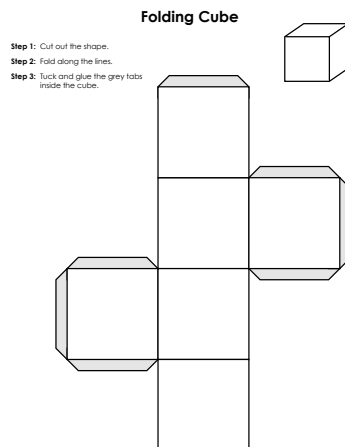 Folding Cube
Step 1: Cut out the shape.
Step 2: Fold along the lines.
Step 3: Tuck and glue the grey tabs
inside the cube.